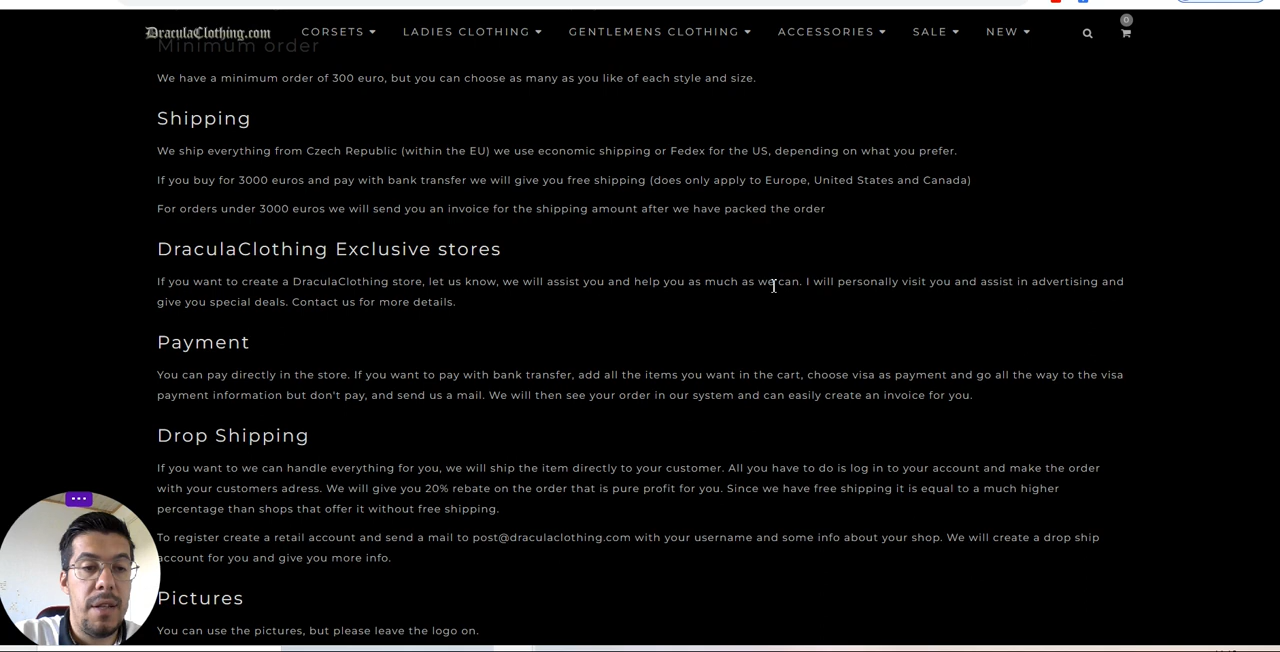 DraculaClothing.com
CORSETS LADIES CLOTHING GENTLEMENS CLOTHING ACCESSORIES SALE NEW 0
Minimum order
We have a minimum order of 300 euro, but you can choose as many as you like of each style and size.
Shipping
We ship everything from Czech Republic (within the EU) we use economic shipping or Fedex for the US, depending on what you prefer.
If you buy for 3000 euros and pay with bank transfer we will give you free shipping (does only apply to Europe, United States and Canada)
For orders under 3000 euros we will send you an invoice for the shipping amount after we have packed the order
DraculaClothing Exclusive stores
If you want to create a DraculaClothing store, let us know, we will assist you and help you as much as we can. I will personally visit you and assist in advertising and
give you special deals. Contact us for more details.
Payment
You can pay directly in the store. If you want to pay with bank transfer, add all the items you want in the cart, choose visa as payment and go all the way to the visa
payment information but don't pay, and send us a mail. We will then see your order in our system and can easily create an invoice for you.
Drop Shipping
If you want to we can handle everything for you, we will ship the item directly to your customer. All you have to do is log in to your account and make the order
with your customers adress. We will give you 20% rebate on the order that is pure profit for you. Since we have free shipping it is equal to a much higher
percentage than shops that offer it without free shipping.
To register create a retail account and send a mail to post@draculaclothing.com with your username and some info about your shop. We will create a drop ship
account for you and give you more info.
Pictures
You can use the pictures, but please leave the logo on.